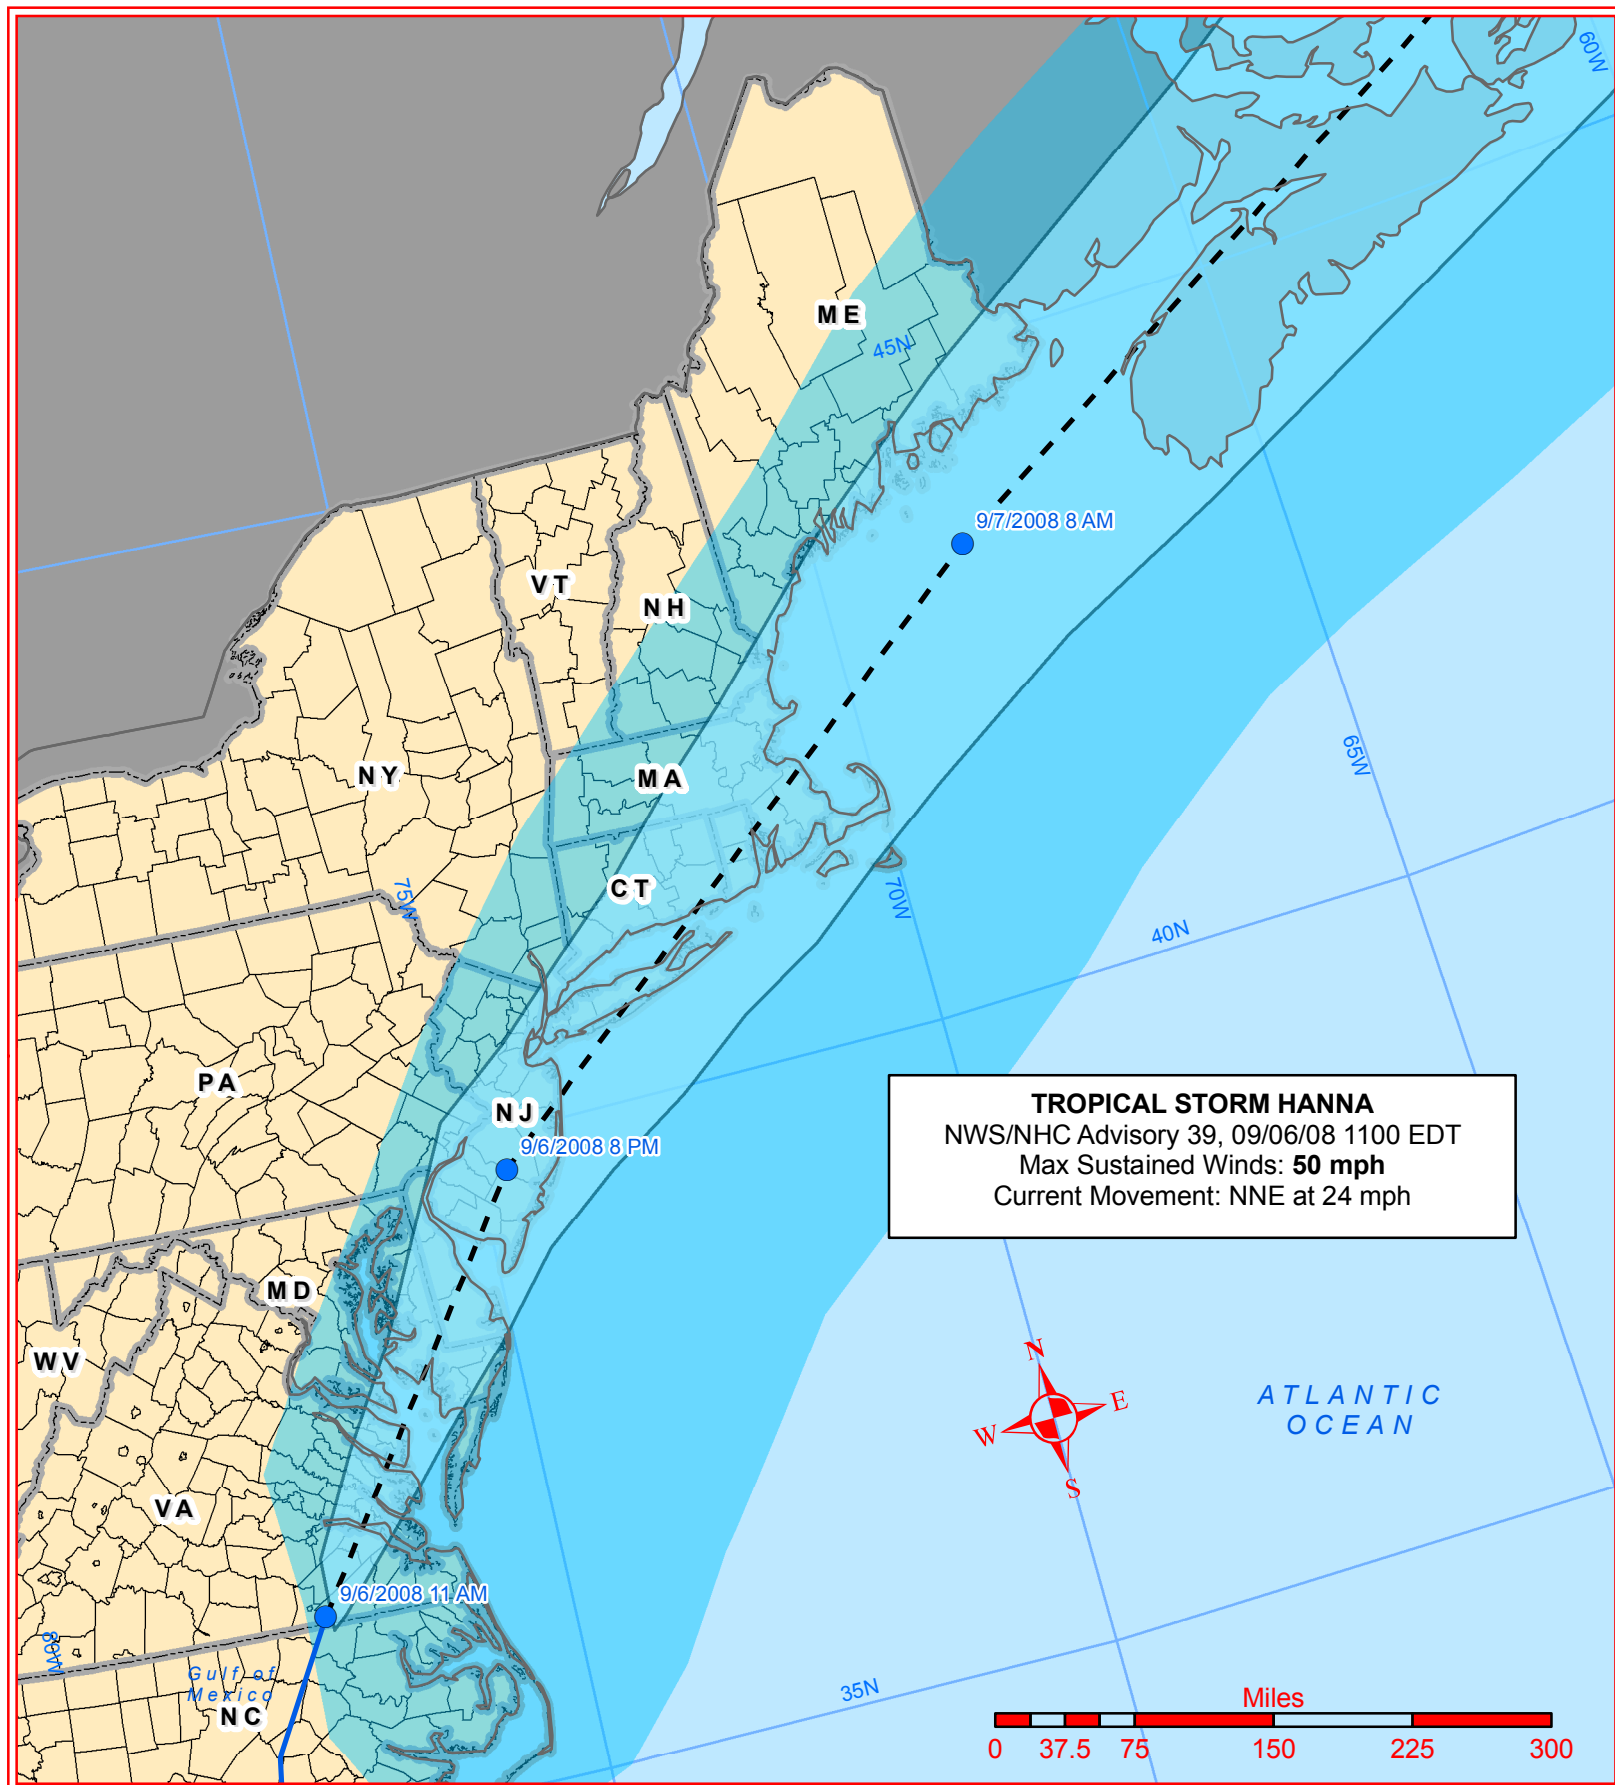 60W
ME
45N
9/7/2008 8 AM
VT
NH
NY
MA
65W
75W
CT
70W
40N
PA
NJ
9/6/2008 8 PM
TROPICAL STORM HANNA
NWS/NHC Advisory 39, 09/06/08 1100 EDT
Max Sustained Winds: 50 mph
Current Movement: NNE at 24 mph
MD
WV
N
W
E
S
ATLANTIC
OCEAN
VA
9/6/2008 11 AM
80W
Gulf of
Mexico
NC
35N
Miles
0 37.5 75 150 225 300